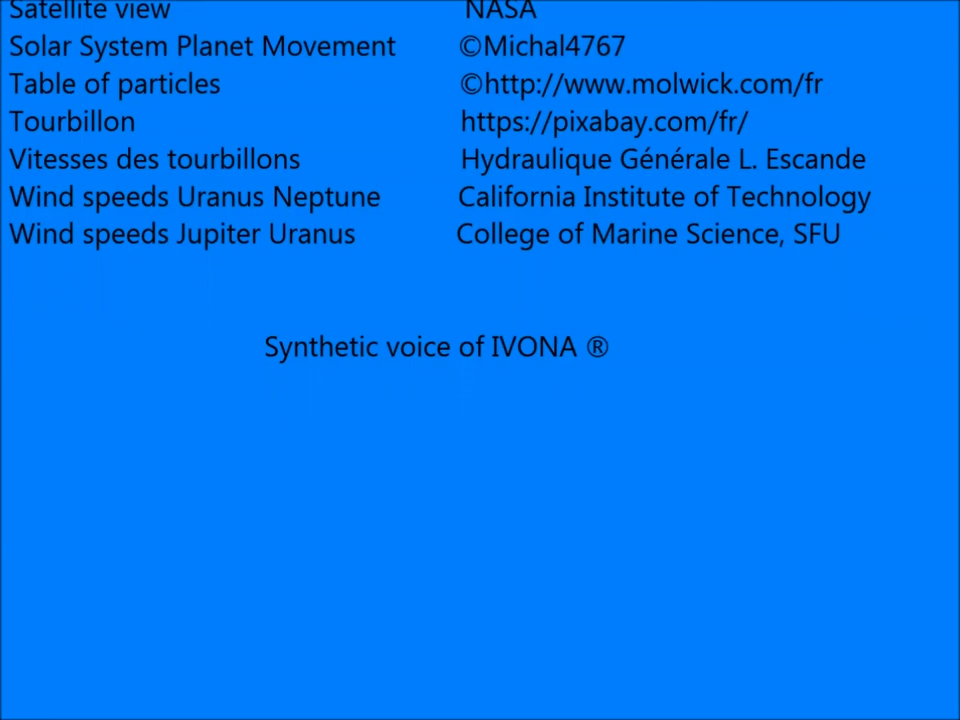 Satellite view NASA
Solar System Planet Movement ©Michal4767
Table of particles ©http://www.molwick.com/fr
Tourbillon https://pixabay.com/fr/
Vitesses des tourbillons Hydraulique Générale L. Escande
Wind speeds Uranus Neptune California Institute of Technology
Wind speeds Jupiter Uranus College of Marine Science, SFU
Synthetic voice of IVONA ®